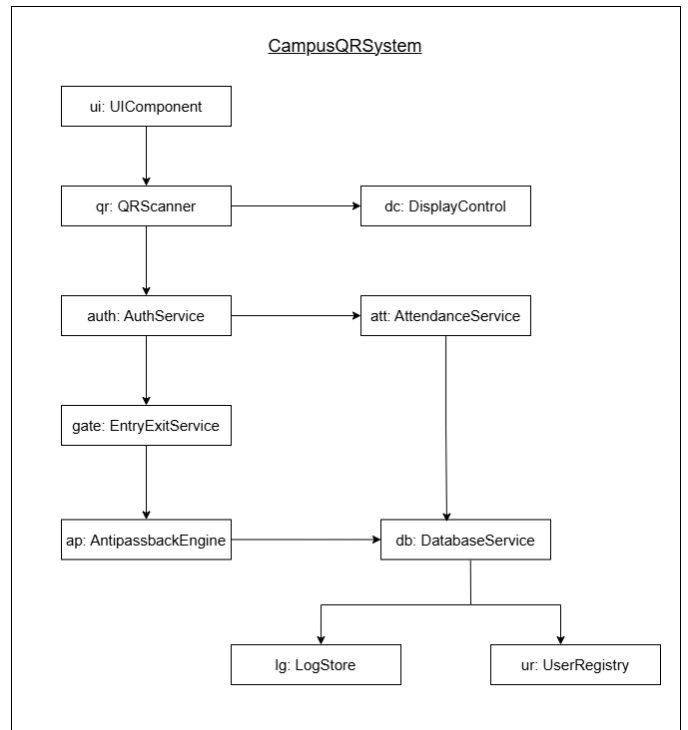 CampusQRSystem
ui: UIComponent
qr: QRScanner
dc: DisplayControl
auth: AuthService
att: AttendanceService
gate: EntryExitService
ap: AntipassbackEngine
db: DatabaseService
lg: LogStore
ur: UserRegistry